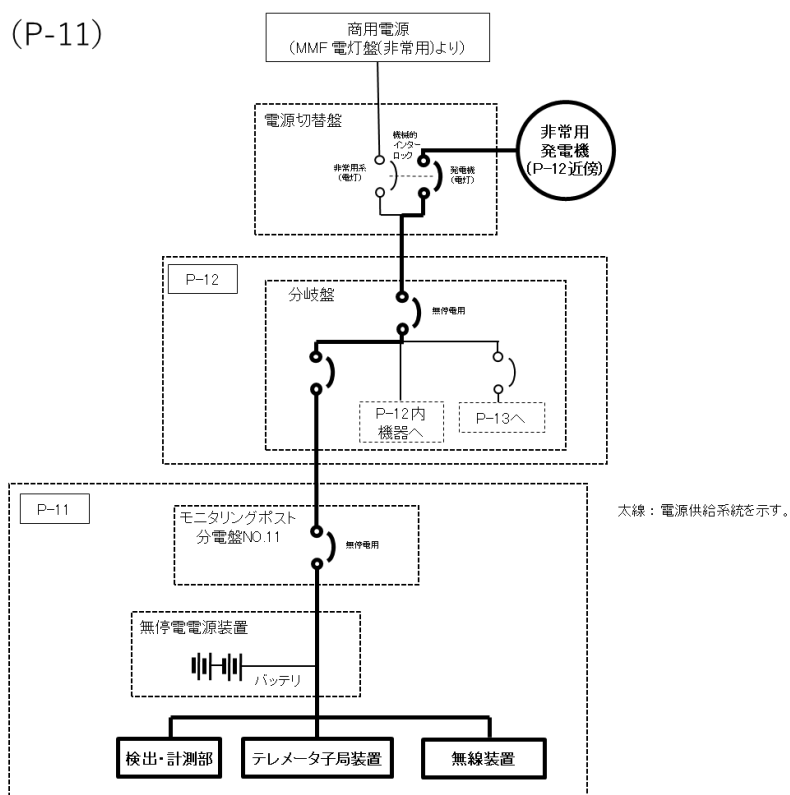 (P-11)
商用電源
(MMF 電灯盤(非常用)より)
電源切替盤
機械的
インター
ロック
非常用系
(電灯)
発電機
(電灯)
非常用
発電機
(P-12近傍)
P-12
分岐盤
無停電用
P-12内
機器へ
P-13へ
P-11
モニタリングポスト
分電盤NO.11
無停電用
太線：電源供給系統を示す。
無停電電源装置
バッテリ
検出・計測部
テレメータ子局装置
無線装置